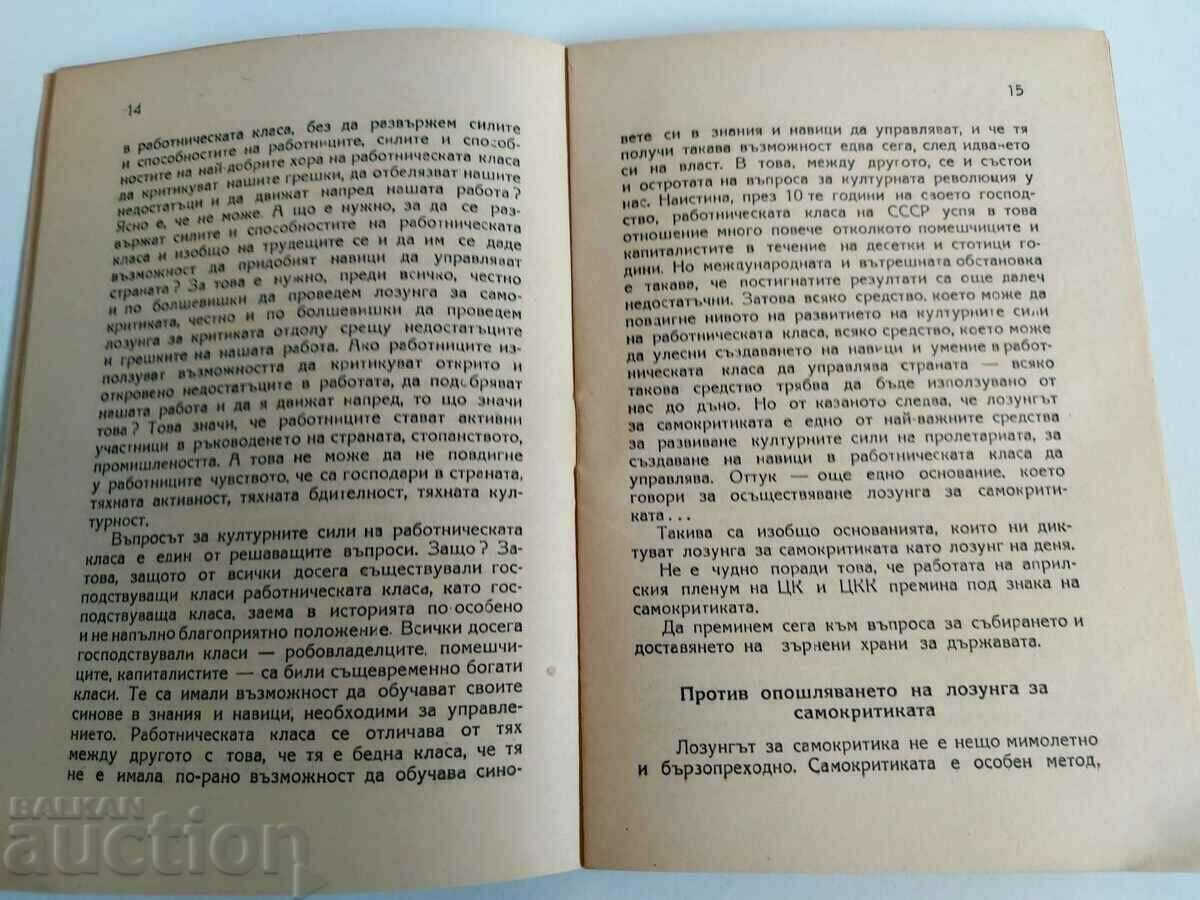 14
в работническата класа, без да развържем силите
и способностите на работниците, силите и способ-
ностите на най-добрите хора на работническата класа
да критикуват нашите грешки, да отбелязват нашите
недостатъци и да движат напред нашата работа?
Ясно е, че не може. А що е нужно, за да се раз-
вържат силите и способностите на работническата
класа и изобщо на трудещите се и да им се даде
възможност да придобият навици да управляват
страната? За това е нужно, преди всичко, честно
и по болшевишки да проведем лозунга за само-
критиката, честно и по болшевишки да проведем
лозунга за критиката отдолу срещу недостатъците
и грешките на нашата работа. Ако работниците из-
ползуват възможността да критикуват открито и
откровено недостатъците в работата, да подобряват
нашата работа и да я движат напред, то що значи
това? Това значи, че работниците стават активни
участници в ръководенето на страната, стопанството,
промишлеността. А това не може да не повдигне
у работниците чувството, че са господари в страната,
тяхната активност, тяхната бдителност, тяхната кул-
турност.
Въпросът за културните сили на работническата
класа е един от решаващите въпроси. Защо? За-
това, защото от всички досега съществували гос-
подствуващи класи работническата класа, като гос-
подствуваща класа, заема в историята по-особено
и не напълно благоприятно положение. Всички досега
господствували класи — робовладелците, помешчи-
ците, капиталистите — са били същевременно богати
класи. Те са имали възможност да обучават своите
синове в знания и навици, необходими за управле-
нието. Работническата класа се отличава от тях
между другото с това, че тя е бедна класа, че тя
не е имала по-рано възможност да обучава сино-
15
вете си в знания и навици да управляват, и че тя
получи такава възможност едва сега, след идването
си на власт. В това, между другото, се и състои
и остротата на въпроса за културната революция у
нас. Наистина, през 10 те години на своето господ-
ство, работническата класа на СССР успя в това
отношение много повече отколкото помешчиците и
капиталистите в течение на десетки и стотици го-
дини. Но международната и вътрешната обстановка
е такава, че постигнатите резултати са още далеч
недостатъчни. Затова всяко средство, което може да
повдигне нивото на развитието на културните сили
на работническата класа, всяко средство, което може
да улесни създаването на навици и умение в работ-
ническата класа да управлява страната — всяко
такова средство трябва да бъде използувано от
нас до дъно. Но от казаното следва, че лозунгът
за самокритиката е едно от най-важните средства
за развиване културните сили на пролетариата, за
създаване на навици в работническата класа да
управлява. Оттук — още едно основание, което
говори за осъществяване лозунга за самокрити-
ката...
Такива са изобщо основанията, които ни дик-
туват лозунга за самокритиката като лозунг на деня.
Не е чудно поради това, че работата на април-
ския пленум на ЦК и ЦКК премина под знака на
самокритиката.
Да преминем сега към въпроса за събирането и
доставянето на зърнени храни за държавата.
Против опошляването на лозунга за
самокритиката
Лозунгът за самокритика не е нещо мимолетно
и бързопреходно. Самокритиката е особен метод,
BALKAN
auction